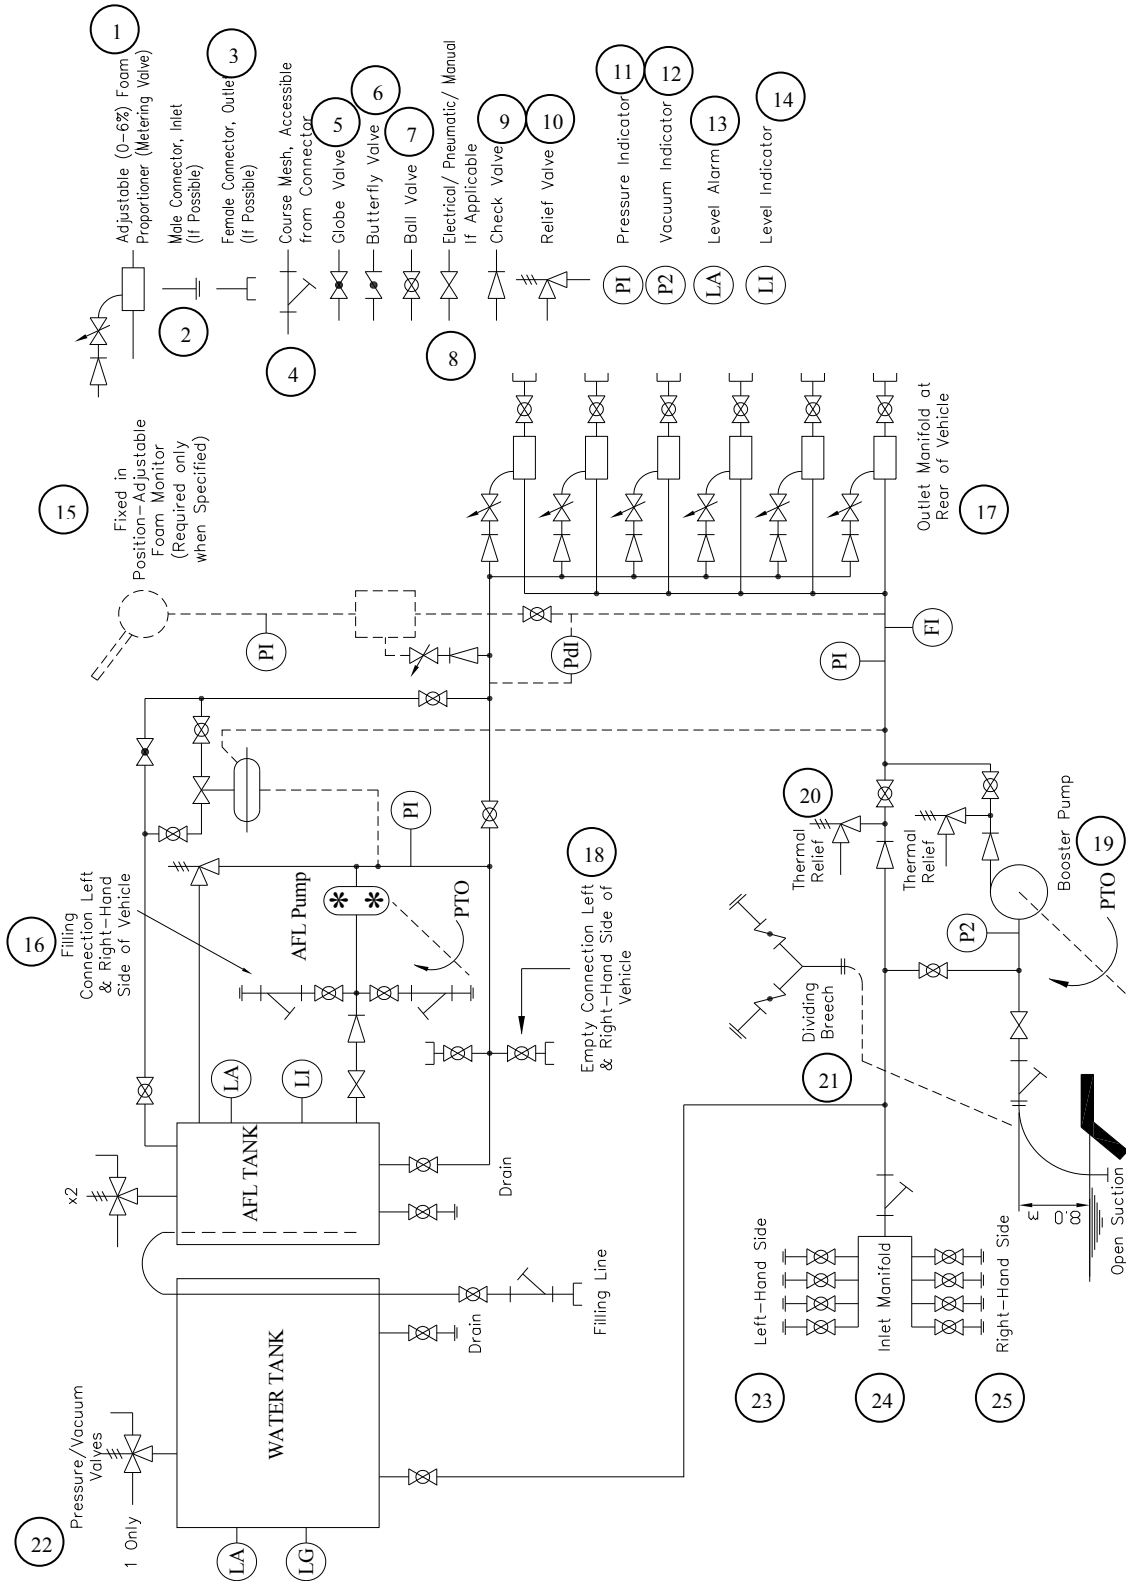 1
Adjustable (0-6%) Foam
Proportioner (Metering Valve)
2
Male Connector, Inlet
(If Possible)
3
Female Connector, Outlet
(If Possible)
4
Course Mesh, Accessible
from Connector
5
Globe Valve
6
Butterfly Valve
7
Ball Valve
8
Electrical/ Pneumatic/ Manual
If Applicable
9
Check Valve
10
Relief Valve
11
PI
Pressure Indicator
12
P2
Vacuum Indicator
13
LA
Level Alarm
14
LI
Level Indicator
15
Fixed in
Position-Adjustable
Foam Monitor
(Required only
when Specified)
PI
PdI
PI
FI
17
Outlet Manifold at
Rear of Vehicle
16
Filling
Connection Left
& Right-Hand
Side of Vehicle
AFL Pump
PI
PTO
18
Empty Connection Left
& Right-Hand Side of
Vehicle
20
Thermal
Relief
Thermal
Relief
19
Booster Pump
PTO
P2
21
Dividing
Breech
x2
AFL TANK
LA
LI
Drain
22
Pressure/Vacuum
Valves
1 Only
WATER TANK
LA
LG
Drain
Filling Line
23
Left-Hand Side
24
Inlet Manifold
25
Right-Hand Side
8.0
3
Open Suction